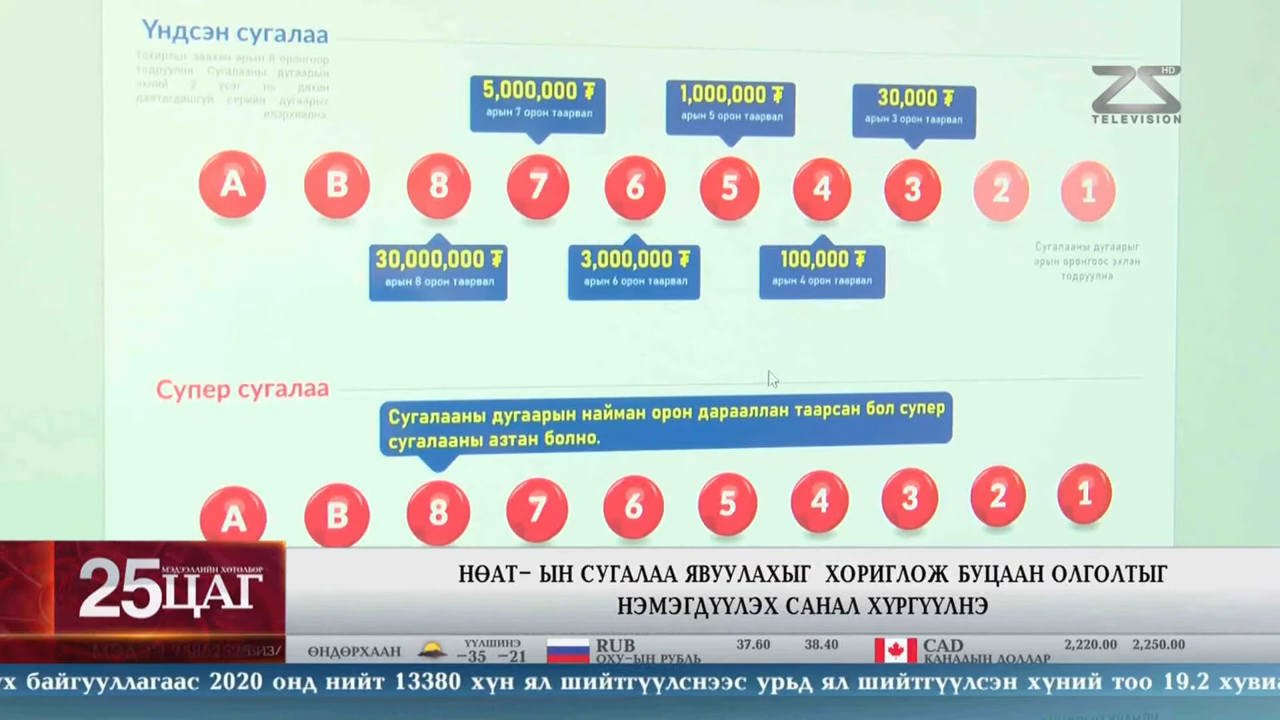 Үндсэн сугалаа
25
HD
TELEVISION
5,000,000 ₮
арын 7 орон таарвал
1,000,000 ₮
арын 5 орон таарвал
30,000 ₮
арын 3 орон таарвал
A B 8 7 6 5 4 3 2 1
30,000,000 ₮
арын 8 орон таарвал
3,000,000 ₮
арын 6 орон таарвал
100,000 ₮
арын 4 орон таарвал
Сугалааны дугаарыг
арын оронгоос эхлэн
тодруулна
Супер сугалаа
Сугалааны дугаарын найман орон дараалан таарсан бол супер
сугалааны азтан болно.
A B 8 7 6 5 4 3 2 1
МЭДЭЭЛЛИЙН ХӨТӨЛБӨР
25ЦАГ
НӨАТ- ЫН СУГАЛАА ЯВУУЛАХЫГ ХОРИГЛОЖ БУЦААН ОЛГОЛТЫГ
НЭМЭГДҮҮЛЭХ САНАЛ ХҮРГҮҮЛНЭ
ӨНДӨРХААН
ҮҮЛШИНЭ
-35 -21
RUB 37.60 38.40
ОХУ-ЫН РУБЛЬ
CAD 2,220.00 2,250.00
КАНАДЫН ДОЛЛАР
байгууллагаас 2020 онд нийт 13380 хүн ял шийтгүүлснээс урьд ял шийтгүүлсэн хүний тоо 19.2